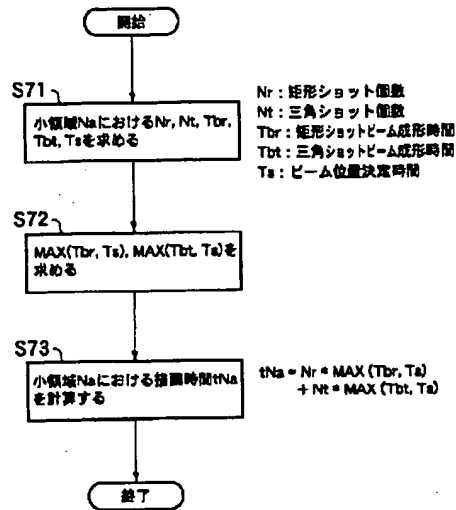 開始
S71
小領域NaにおけるNr, Nt, Tbr,
Tbt, Tsを求める
Nr : 矩形ショット個数
Nt : 三角ショット個数
Tbr : 矩形ショットビーム成形時間
Tbt : 三角ショットビーム成形時間
Ts : ビーム位置決定時間
S72
MAX(Tbr, Ts), MAX(Tbt, Ts)を
求める
S73
小領域Naにおける描画時間tNa
を計算する
tNa = Nr * MAX (Tbr, Ts)
+ Nt * MAX (Tbt, Ts)
終了